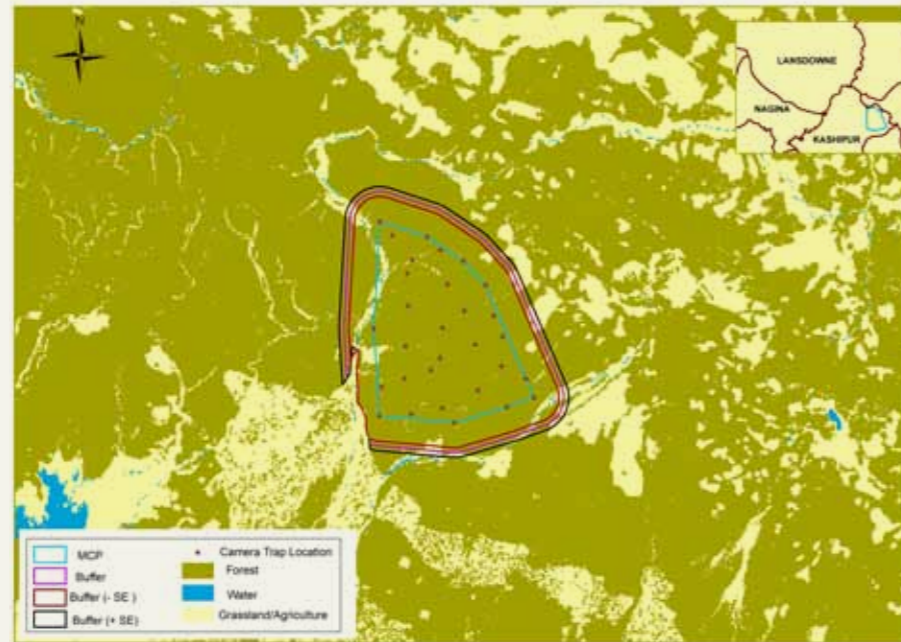 N
LANSDOWNE
NAGINA
KASHIPUR
MCP
Buffer
Buffer (- SE )
Buffer (+ SE)
Camera Trap Location
Forest
Water
Grassland/Agriculture